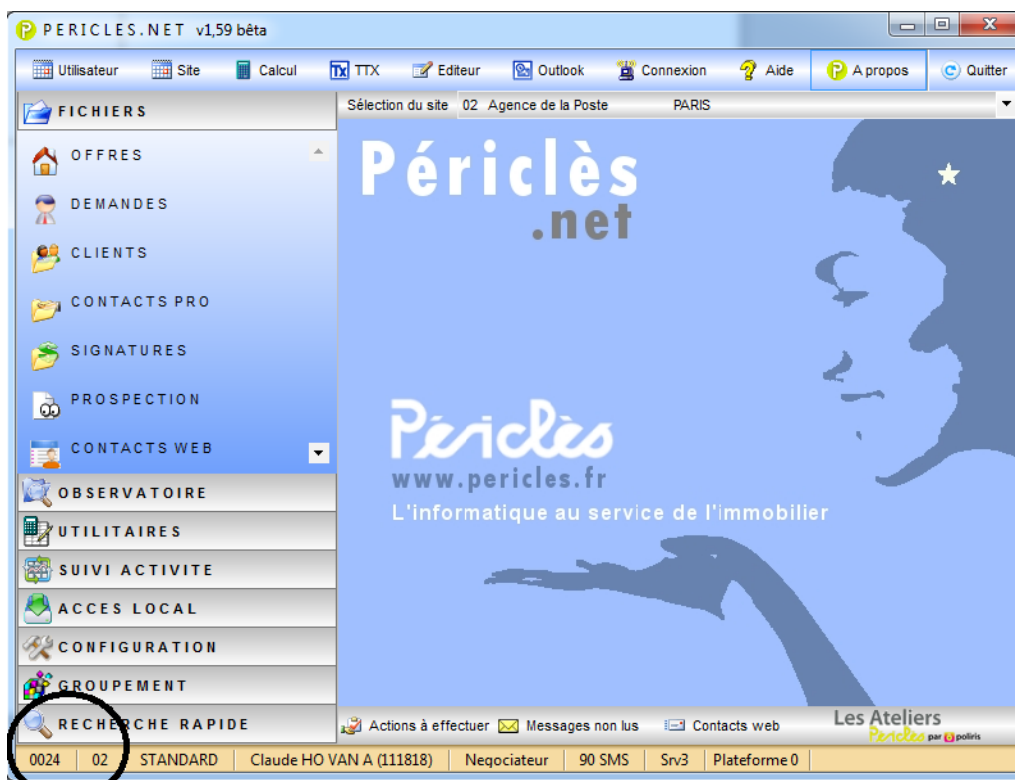 PERICLES.NET v1,59 bêta
Utilisateur Site Calcul TX TTX Editeur Outlook Connexion Aide A propos Quitter
FICHIERS
Sélection du site 02 Agence de la Poste PARIS
OFFRES
DEMANDES
CLIENTS
CONTACTS PRO
SIGNATURES
PROSPECTION
CONTACTS WEB
OBSERVATOIRE
UTILITAIRES
SUIVI ACTIVITE
ACCES LOCAL
CONFIGURATION
GROUPEMENT
RECHERCHE RAPIDE
Périclès
.net
Périclès
www.pericles.fr
L'informatique au service de l'immobilier
Actions à effectuer Messages non lus Contacts web
Les Ateliers
Périclès par poliris
0024 02 STANDARD Claude HO VAN A (111818) Negociateur 90 SMS Srv3 Plateforme 0